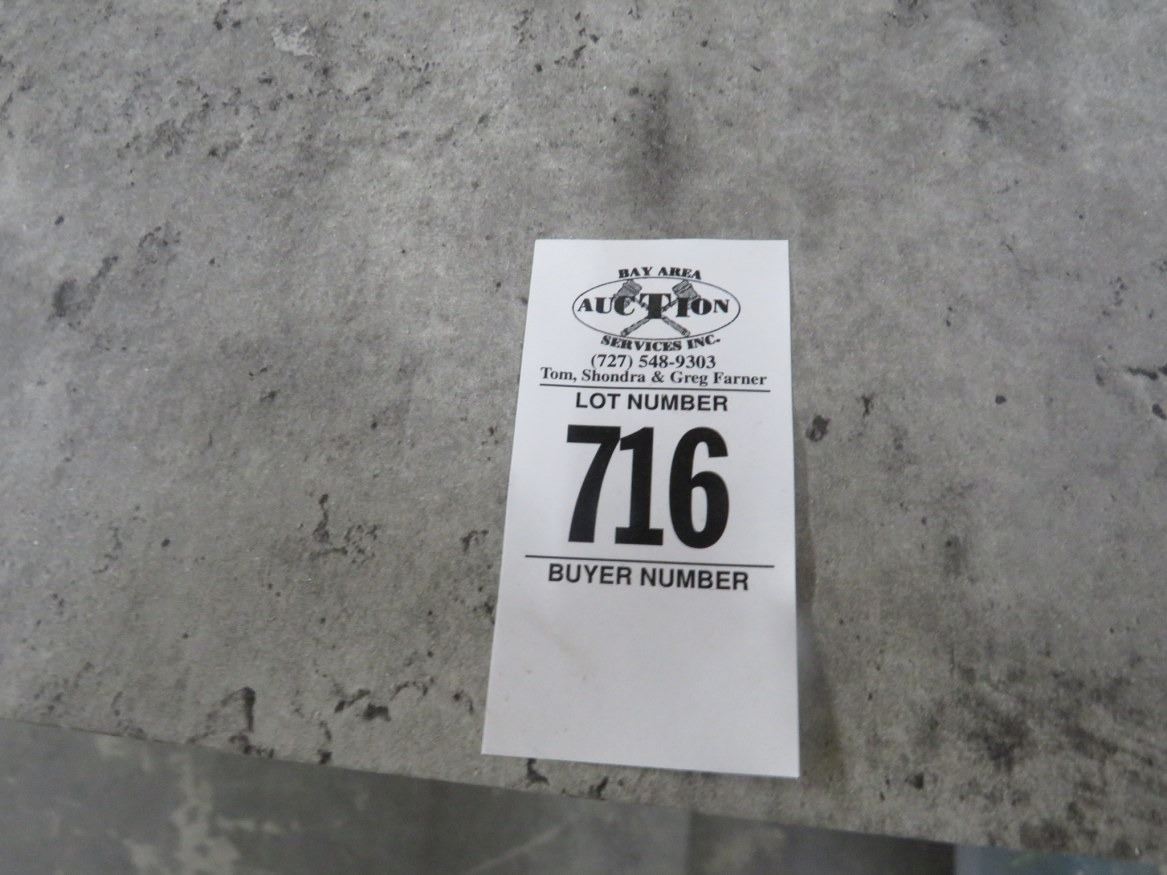 BAY AREA
AUCTION
SERVICES INC.
(727) 548-9303
Tom, Shondra & Greg Farner
LOT NUMBER
716
BUYER NUMBER